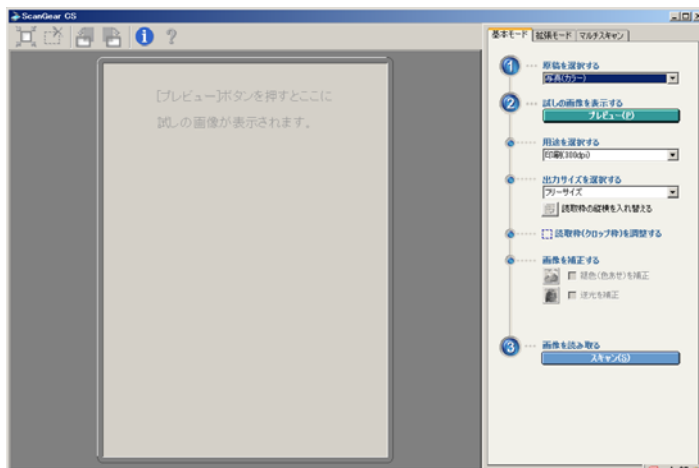 ScanGear CS
基本モード 拡張モード マルチスキャン
[プレビュー]ボタンを押すとここに
試しの画像が表示されます。
1 原稿を選択する
写真(カラー)
2 試しの画像を表示する
プレビュー(P)
用途を選択する
印刷(300dpi)
出力サイズを選択する
フリーサイズ
読取枠の縦横を入れ替える
読取枠(クロップ枠)を調整する
画像を補正する
褪色(色あせ)を補正
逆光を補正
3 画像を読み取る
スキャン(S)